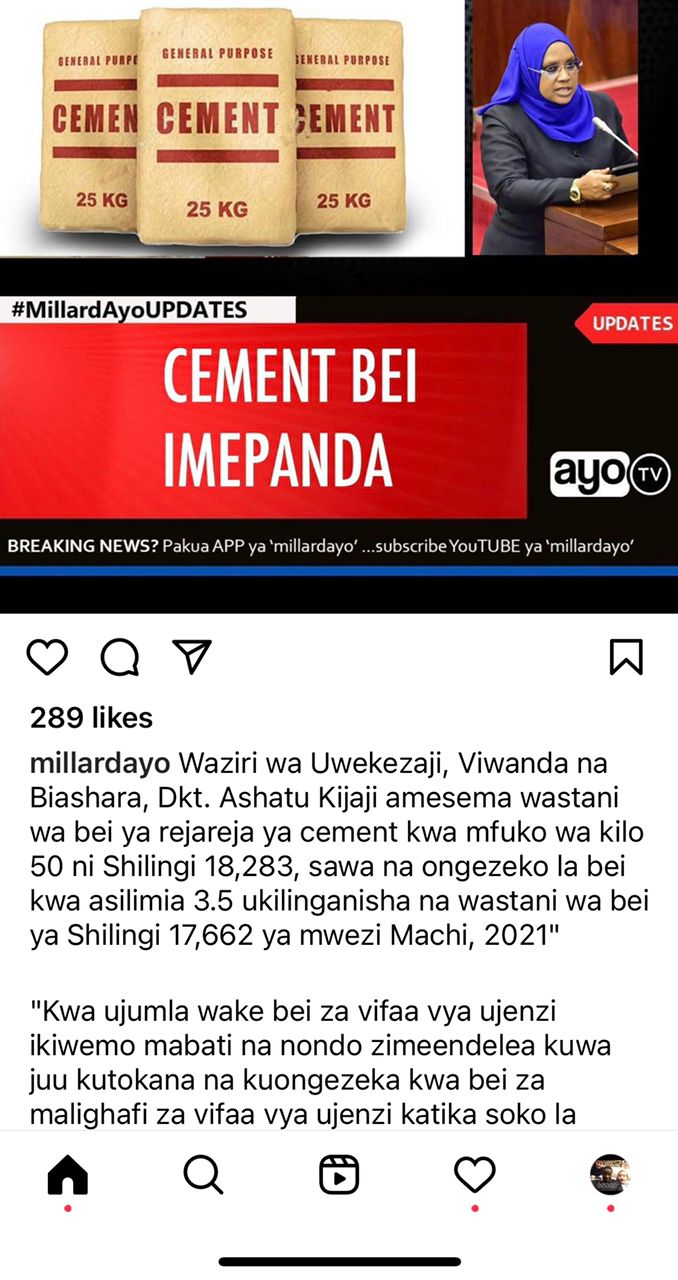 GENERAL PURPOSE
CEMENT
25 KG
GENERAL PURPOSE
CEMENT
25 KG
#MillardAyoUPDATES
UPDATES
CEMENT BEI
IMEPANDA
ayo TV
BREAKING NEWS? Pakua APP ya ‘millardayo’ ...subscribe YouTUBE ya ‘millardayo’
289 likes
millardayo Waziri wa Uwekezaji, Viwanda na
Biashara, Dkt. Ashatu Kijaji amesema wastani
wa bei ya rejareja ya cement kwa mfuko wa kilo
50 ni Shilingi 18,283, sawa na ongezeko la bei
kwa asilimia 3.5 ukilinganisha na wastani wa bei
ya Shilingi 17,662 ya mwezi Machi, 2021"
"Kwa ujumla wake bei za vifaa vya ujenzi
ikiwemo mabati na nondo zimeendelea kuwa
juu kutokana na kuongezeka kwa bei za
malighafi za vifaa vya ujenzi katika soko la